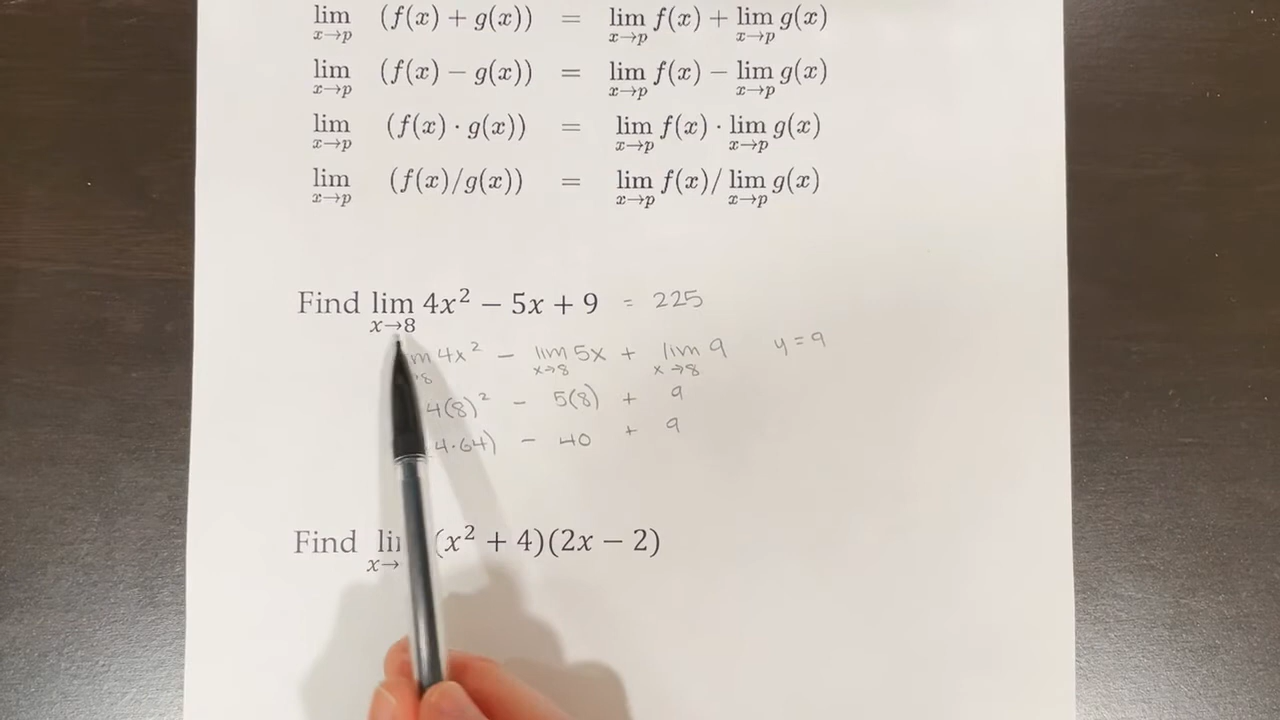 lim x→p (f(x) + g(x)) = lim x→p f(x) + lim x→p g(x)
lim x→p (f(x) − g(x)) = lim x→p f(x) − lim x→p g(x)
lim x→p (f(x) · g(x)) = lim x→p f(x) · lim x→p g(x)
lim x→p (f(x)/g(x)) = lim x→p f(x)/ lim x→p g(x)
Find lim x→8 4x² − 5x + 9 = 225
4x² − lim x→8 5x + lim x→8 9 y = 9
4(8)² − 5(8) + 9
4·64) − 40 + 9
Find x→ (x² + 4)(2x − 2)